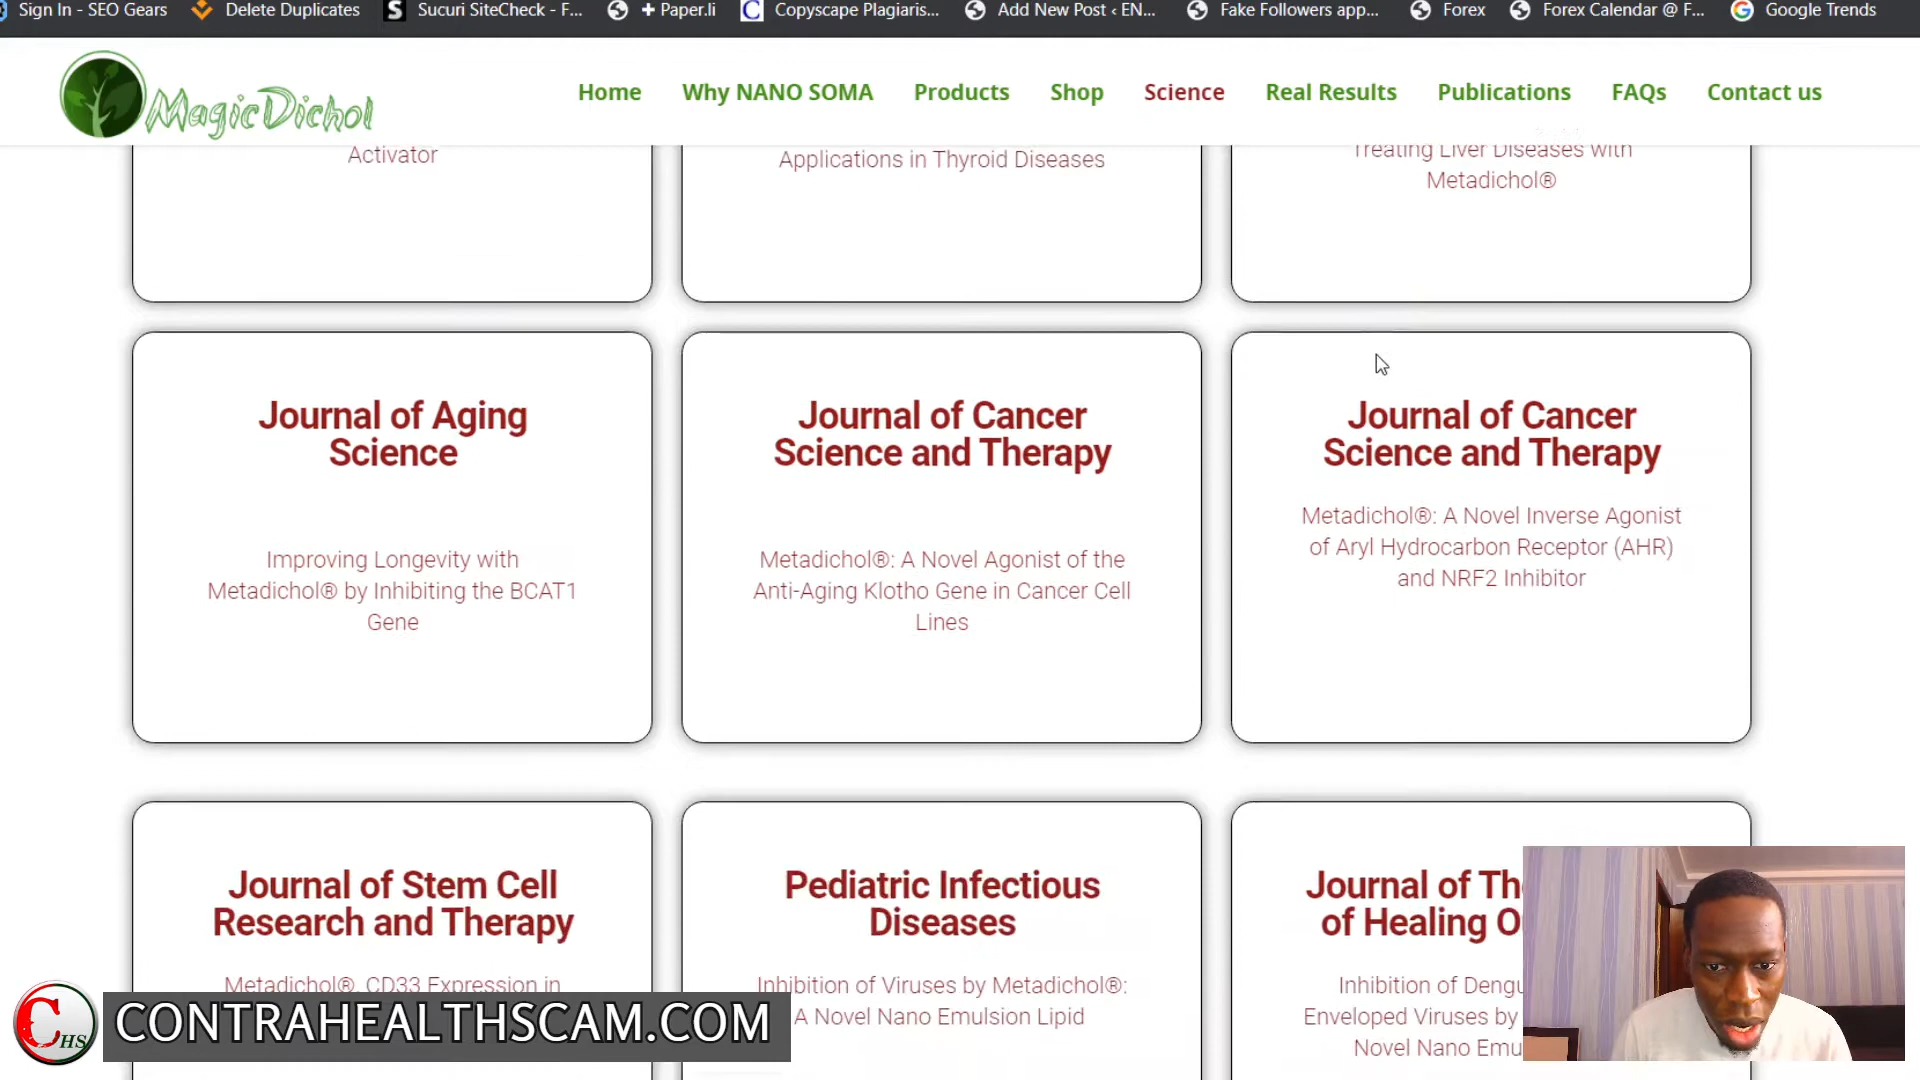 Sign In - SEO Gears
Delete Duplicates
Sucuri SiteCheck - F...
+ Paper.li
Copyscape Plagiaris...
Add New Post ‹ EN...
Fake Followers app...
Forex
Forex Calendar @ F...
Google Trends
MagicDichol
Home
Why NANO SOMA
Products
Shop
Science
Real Results
Publications
FAQs
Contact us
Activator
Applications in Thyroid Diseases
Treating Liver Diseases with
Metadichol®
Journal of Aging
Science
Improving Longevity with
Metadichol® by Inhibiting the BCAT1
Gene
Journal of Cancer
Science and Therapy
Metadichol®: A Novel Agonist of the
Anti-Aging Klotho Gene in Cancer Cell
Lines
Journal of Cancer
Science and Therapy
Metadichol®: A Novel Inverse Agonist
of Aryl Hydrocarbon Receptor (AHR)
and NRF2 Inhibitor
Journal of Stem Cell
Research and Therapy
Metadichol®, CD33 Expression in
Pediatric Infectious
Diseases
Inhibition of Viruses by Metadichol®:
A Novel Nano Emulsion Lipid
Journal of
of Healing
Inhibition of
Enveloped Viruses by
Novel Nano
CHS
CONTRAHEALTHSCAM.COM